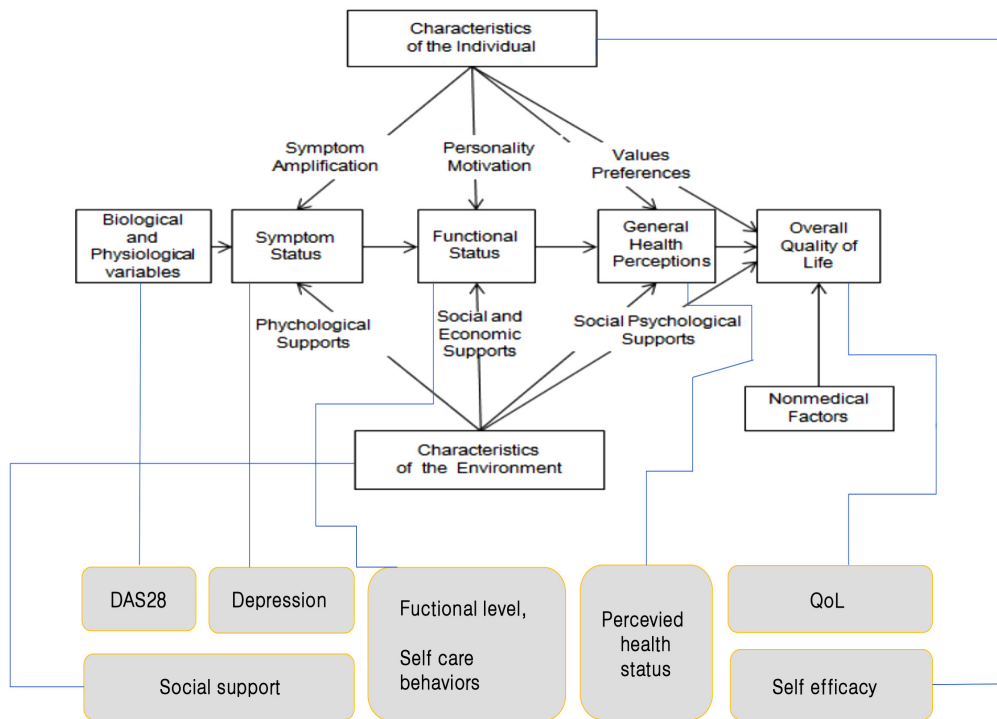 Characteristics
of the Individual
Symptom
Amplification
Personality
Motivation
Values
Preferences
Biological
and
Physiological
variables
Symptom
Status
Functional
Status
General
Health
Perceptions
Overall
Quality of
Life
Phychological
Supports
Social and
Economic
Supports
Social Psychological
Supports
Nonmedical
Factors
Characteristics
of the Environment
DAS28
Depression
Fuctional level,
Self care
behaviors
Percevied
health
status
QoL
Social support
Self efficacy